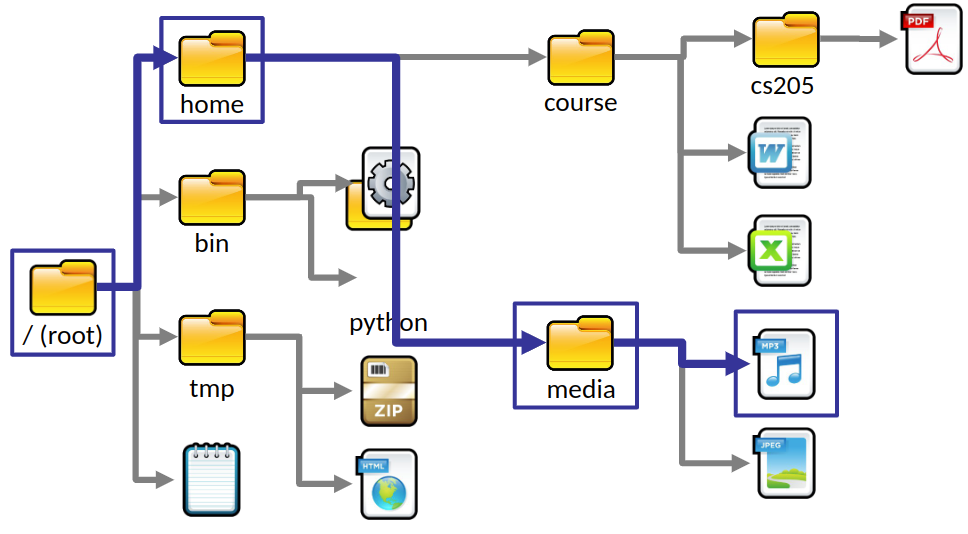 PDF
home
course
cs205
W
bin
X
/ (root)
python
MP3
tmp
media
ZIP
JPEG
HTML